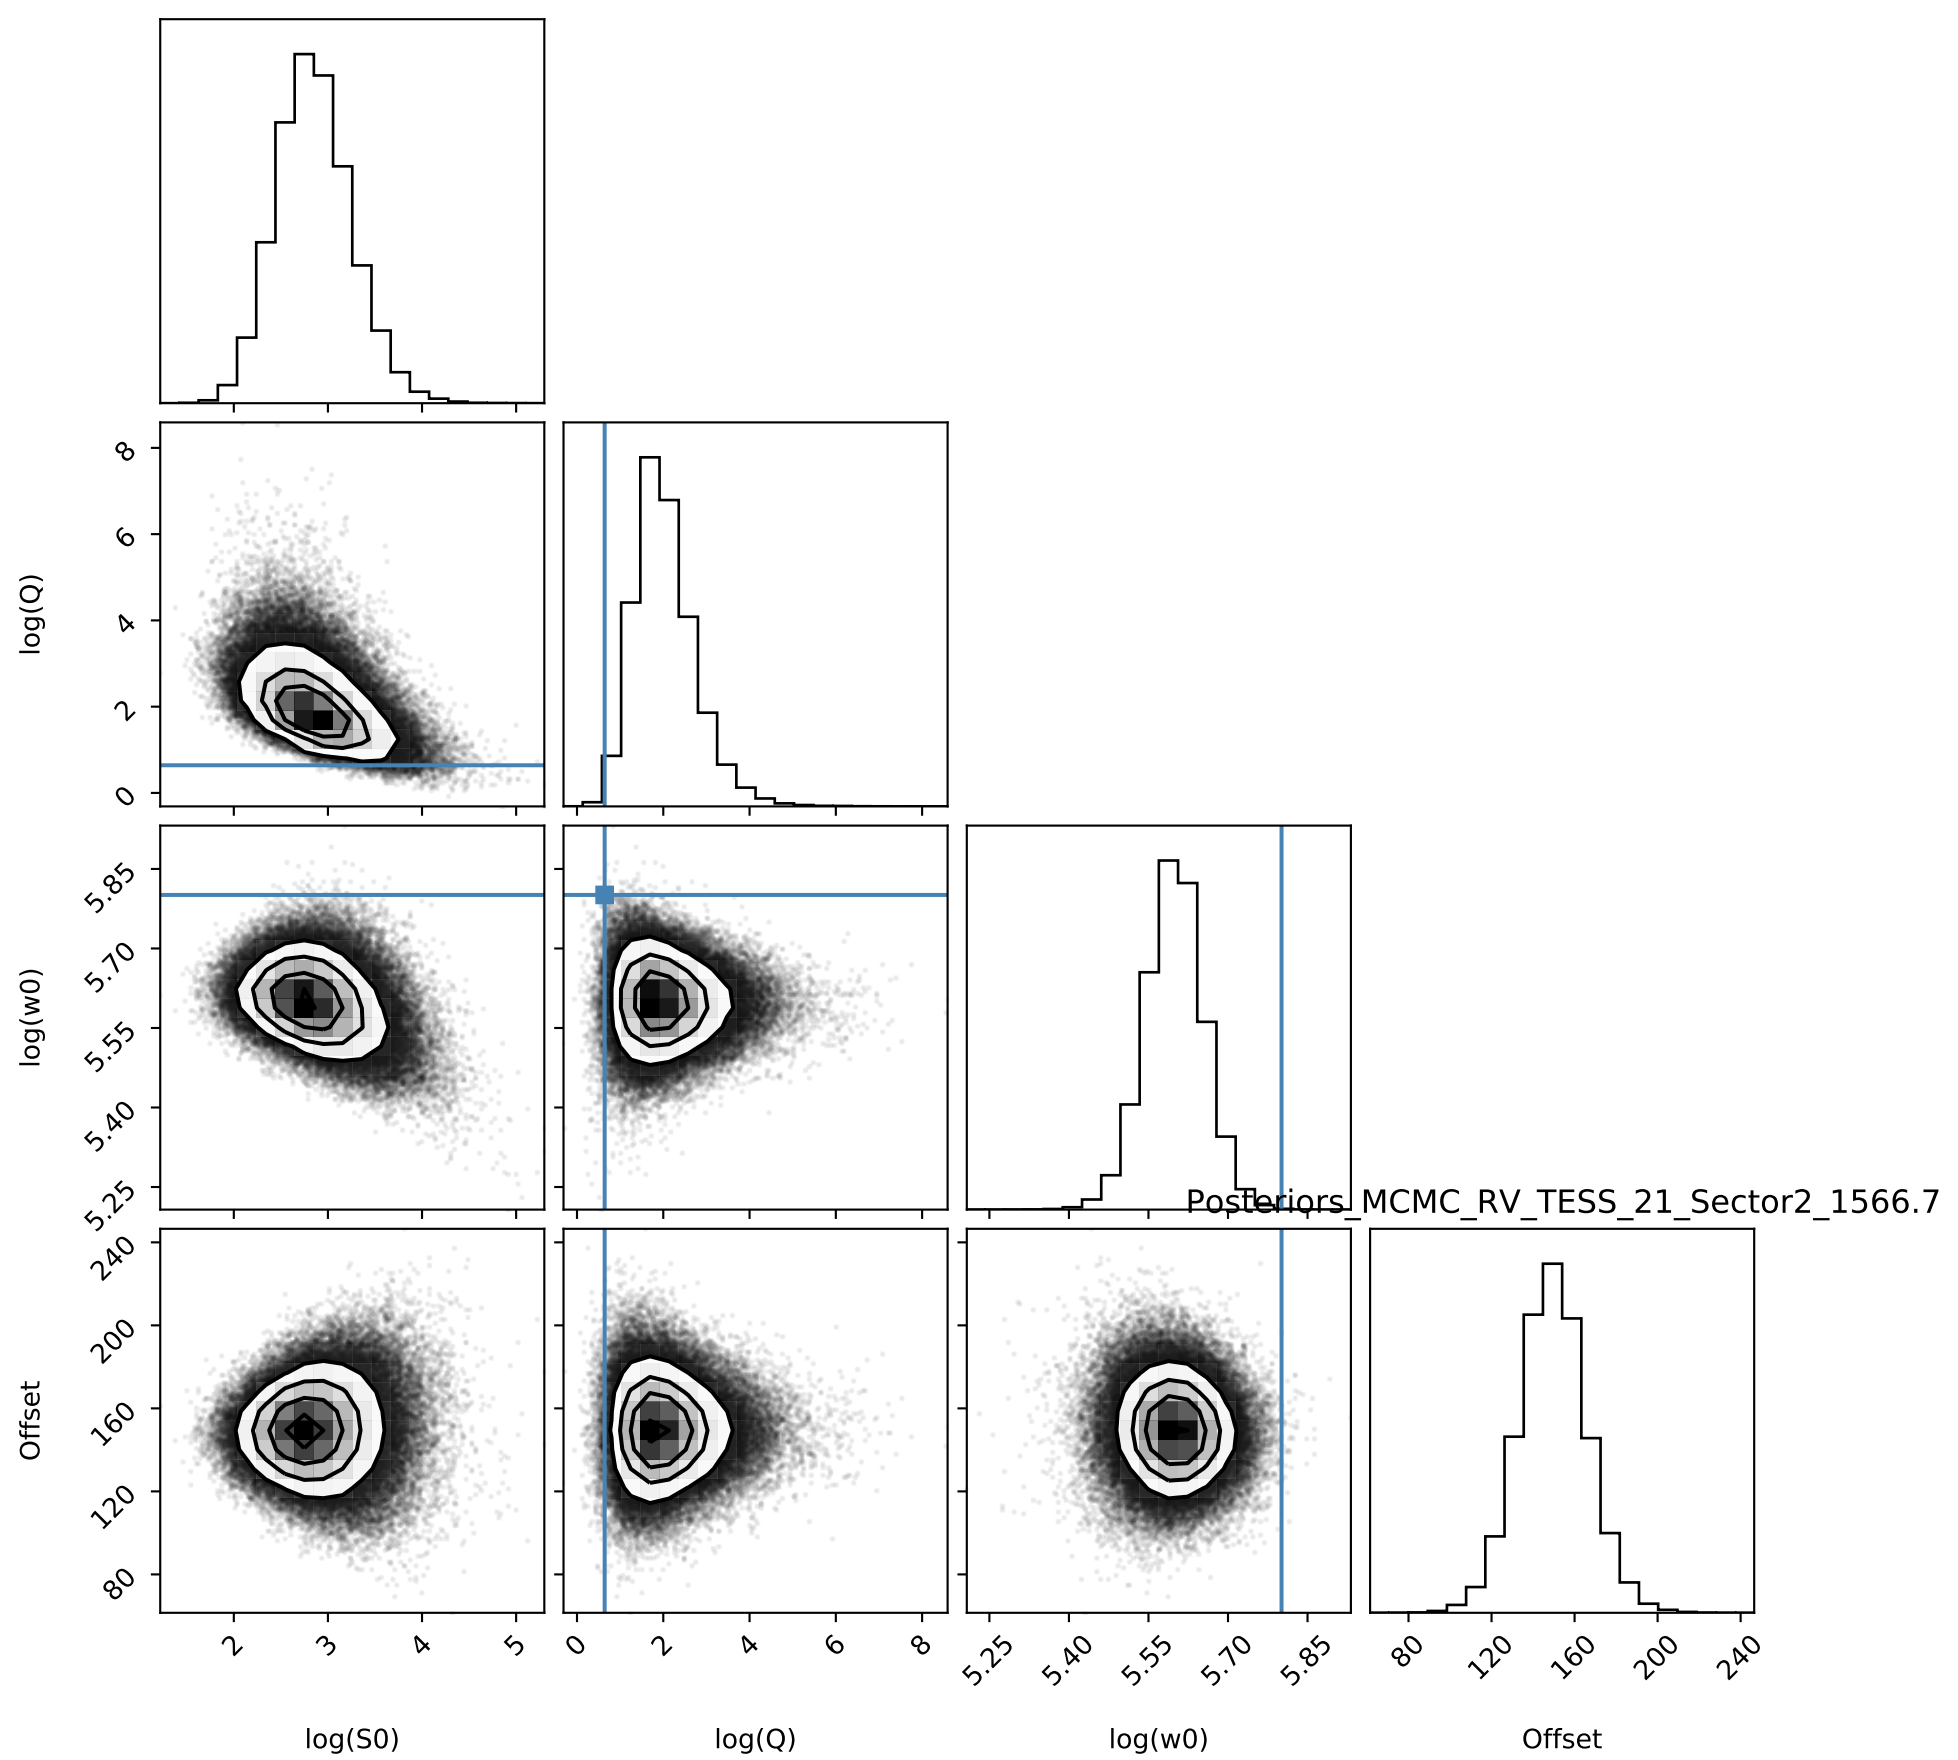 8
6
4
2
0
log(Q)
5.85
5.70
5.55
5.40
5.25
log(w0)
Posteriors_MCMC_RV_TESS_21_Sector2_1566.7
240
200
160
120
80
Offset
2 3 4 5
0 2 4 6 8
5.25 5.40 5.55 5.70 5.85
80 120 160 200 240
log(S0) log(Q) log(w0) Offset